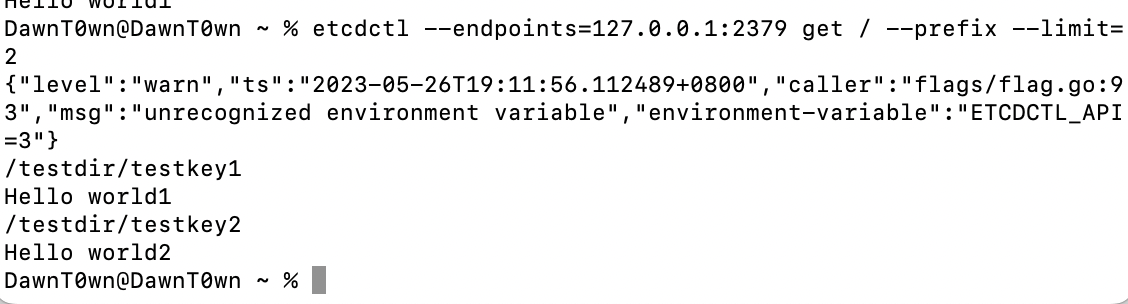 Hello world1
DawnT0wn@DawnT0wn ~ % etcdctl --endpoints=127.0.0.1:2379 get / --prefix --limit=
2
{"level":"warn","ts":"2023-05-26T19:11:56.112489+0800","caller":"flags/flag.go:9
3","msg":"unrecognized environment variable","environment-variable":"ETCDCTL_API
=3"}
/testdir/testkey1
Hello world1
/testdir/testkey2
Hello world2
DawnT0wn@DawnT0wn ~ %